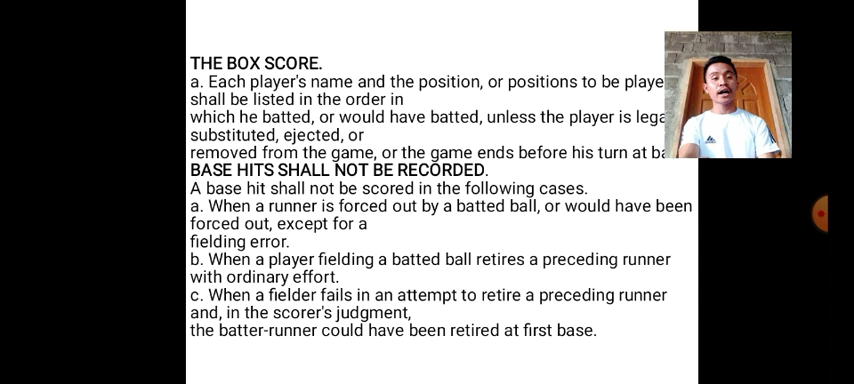 THE BOX SCORE.
a. Each player's name and the position, or positions to be playe
shall be listed in the order in
which he batted, or would have batted, unless the player is lega
substituted, ejected, or
removed from the game, or the game ends before his turn at ba
BASE HITS SHALL NOT BE RECORDED.
A base hit shall not be scored in the following cases.
a. When a runner is forced out by a batted ball, or would have been
forced out, except for a
fielding error.
b. When a player fielding a batted ball retires a preceding runner
with ordinary effort.
c. When a fielder fails in an attempt to retire a preceding runner
and, in the scorer's judgment,
the batter-runner could have been retired at first base.